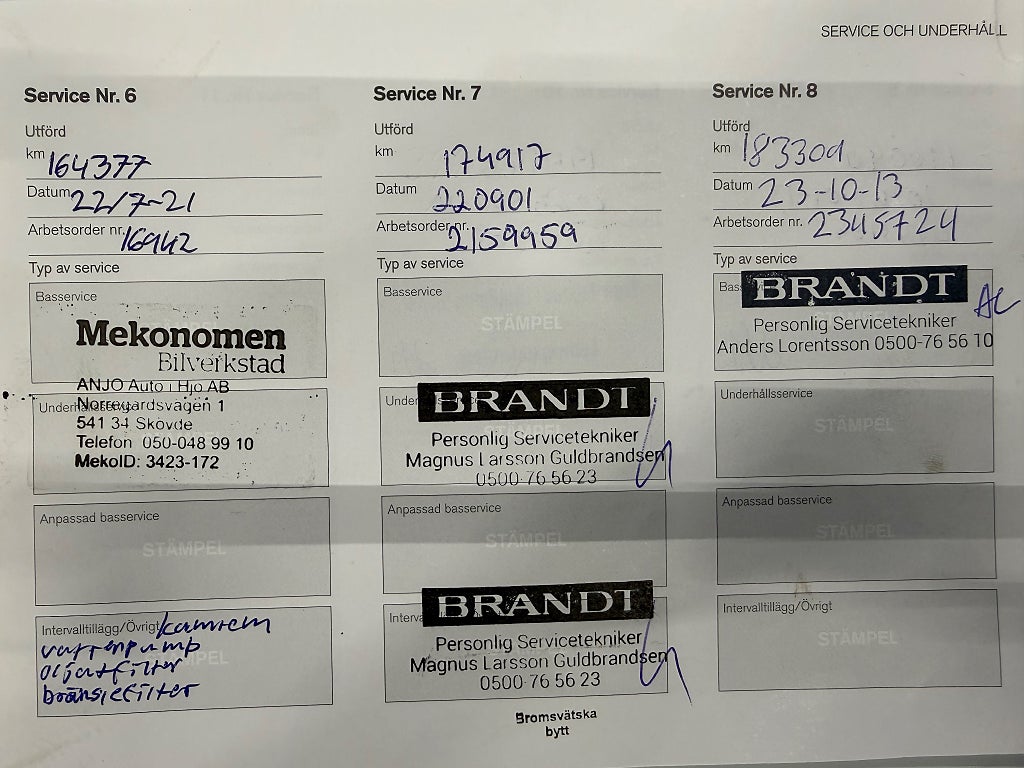 SERVICE OCH UNDERHÅLL
Service Nr. 6
Utförd
km 164377
Datum 22/7-21
Arbetsorder nr. 16942
Typ av service
Basservice
STÄMPEL
Mekonomen
Bilverkstad
ANJO Auto i Hjo AB
Underhållsservice
Norregårdsvägen 1
541 34 Skövde
Telefon 050-048 99 10
MekoID: 3423-172
Anpassad basservice
STÄMPEL
Intervalltillägg/Övrigt kamrem
vattenpump
oljatfilter
bränslefilter
STÄMPEL
Service Nr. 7
Utförd
km 174917
Datum 220901
Arbetsorder nr. 2159959
Typ av service
Basservice
STÄMPEL
BRANDT
Personlig Servicetekniker
Magnus Larsson Guldbrandsen
0500-76 56 23
Anpassad basservice
STÄMPEL
BRANDT
Personlig Servicetekniker
Magnus Larsson Guldbrandsen
0500-76 56 23
Bromsvätska
bytt
Service Nr. 8
Utförd
km 183309
Datum 23-10-13
Arbetsorder nr. 2345724
Typ av service
BRANDT
AL
Personlig Servicetekniker
Anders Lorentsson 0500-76 56 10
Underhållsservice
STÄMPEL
Anpassad basservice
STÄMPEL
Intervalltillägg/Övrigt
STÄMPEL